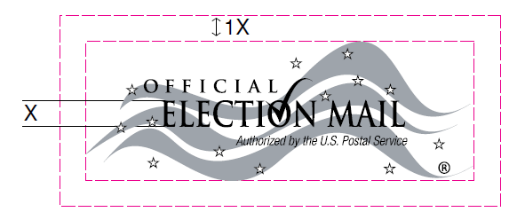 1X
OFFICIAL
X
ELECTION MAIL
Authorized by the U.S. Postal Service
®